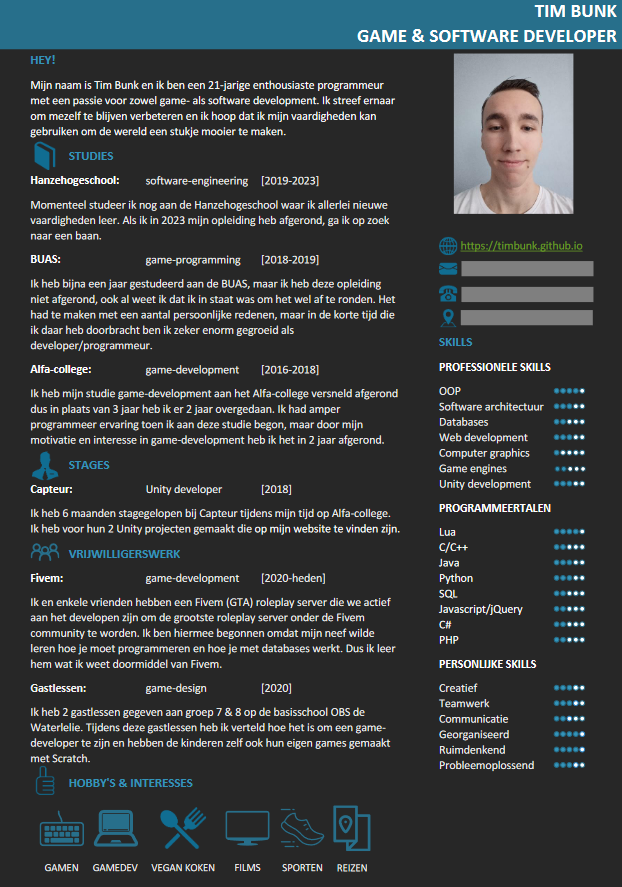 TIM BUNK
GAME & SOFTWARE DEVELOPER
HEY!
Mijn naam is Tim Bunk en ik ben een 21-jarige enthousiaste programmeur
met een passie voor zowel game- als software development. Ik streef ernaar
om mezelf te blijven verbeteren en ik hoop dat ik mijn vaardigheden kan
gebruiken om de wereld een stukje mooier te maken.
STUDIES
Hanzehogeschool: software-engineering [2019-2023]
Momenteel studeer ik nog aan de Hanzehogeschool waar ik allerlei nieuwe
vaardigheden leer. Als ik in 2023 mijn opleiding heb afgerond, ga ik op zoek
naar een baan.
BUAS: game-programming [2018-2019]
Ik heb bijna een jaar gestudeerd aan de BUAS, maar ik heb deze opleiding
niet afgerond, ook al weet ik dat ik in staat was om het wel af te ronden. Het
had te maken met een aantal persoonlijke redenen, maar in de korte tijd die
ik daar heb doorbracht ben ik zeker enorm gegroeid als
developer/programmeur.
Alfa-college: game-development [2016-2018]
Ik heb mijn studie game-development aan het Alfa-college versneld afgerond
dus in plaats van 3 jaar heb ik er 2 jaar overgedaan. Ik had amper
programmeer ervaring toen ik aan deze studie begon, maar door mijn
motivatie en interesse in game-development heb ik het in 2 jaar afgerond.
STAGES
Capteur: Unity developer [2018]
Ik heb 6 maanden stagegelopen bij Capteur tijdens mijn tijd op Alfa-college.
Ik heb voor hun 2 Unity projecten gemaakt die op mijn website te vinden zijn.
VRIJWILLIGERSWERK
Fivem: game-development [2020-heden]
Ik en enkele vrienden hebben een Fivem (GTA) roleplay server die we actief
aan het developen zijn om de grootste roleplay server onder de Fivem
community te worden. Ik ben hiermee begonnen omdat mijn neef wilde
leren hoe je moet programmeren en hoe je met databases werkt. Dus ik leer
hem wat ik weet doormiddel van Fivem.
Gastlessen: game-design [2020]
Ik heb 2 gastlessen gegeven aan groep 7 & 8 op de basisschool OBS de
Waterlelie. Tijdens deze gastlessen heb ik verteld hoe het is om een game-
developer te zijn en hebben de kinderen zelf ook hun eigen games gemaakt
met Scratch.
HOBBY'S & INTERESSES
GAMEN GAMEDEV VEGAN KOKEN FILMS SPORTEN REIZEN
https://timbunk.github.io
SKILLS
PROFESSIONELE SKILLS
OOP
Software architectuur
Databases
Web development
Computer graphics
Game engines
Unity development
PROGRAMMEERTALEN
Lua
C/C++
Java
Python
SQL
Javascript/jQuery
C#
PHP
PERSONLIJKE SKILLS
Creatief
Teamwerk
Communicatie
Georganiseerd
Ruimdenkend
Probleemoplossend